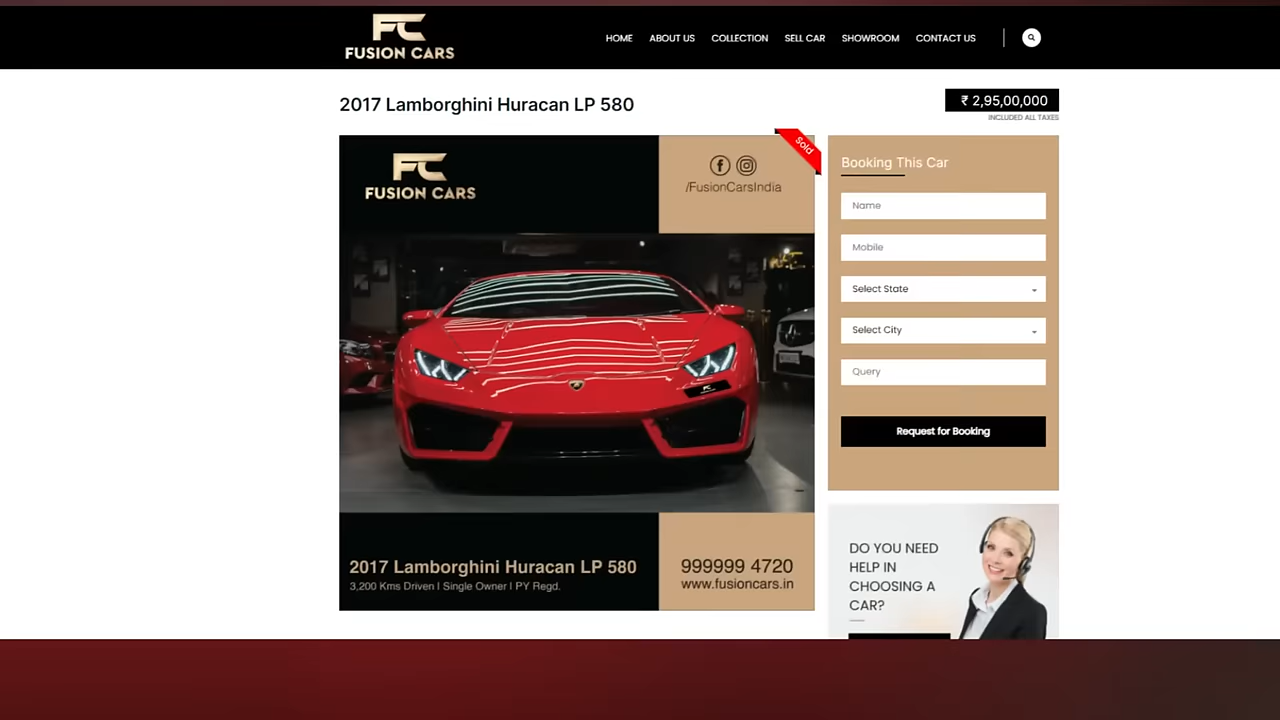 FC
FUSION CARS
HOME ABOUT US COLLECTION SELL CAR SHOWROOM CONTACT US
2017 Lamborghini Huracan LP 580
₹ 2,95,00,000
INCLUDED ALL TAXES
Sold
FC
FUSION CARS
/FusionCarsIndia
FC
2017 Lamborghini Huracan LP 580
3,200 Kms Driven | Single Owner | PY Regd.
999999 4720
www.fusioncars.in
Booking This Car
Name
Mobile
Select State
Select City
Query
Request for Booking
DO YOU NEED
HELP IN
CHOOSING A
CAR?